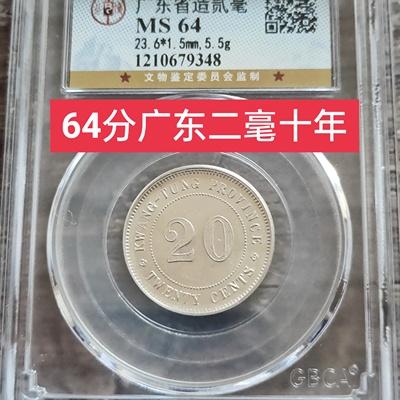 广东省造贰毫
MS 64
23.6*1.5mm,5.5g
1210679348
文物鉴定委员会监制
64分广东二毫十年
KWANG-TUNG PROVINCE
20
TWENTY CENTS
GBCA